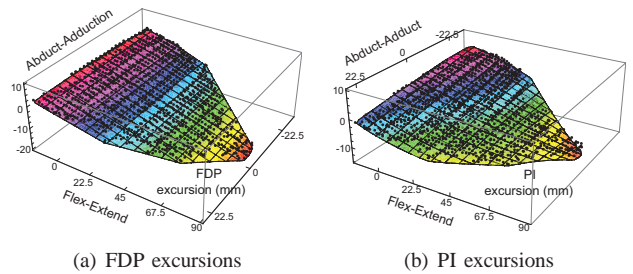 Abduct-Adduction
10
0
-10
-20
0
22.5
45
67.5
90
Flex-Extend
FDP
excursion (mm)
-22.5
0
22.5
(a) FDP excursions
Abduct-Adduct
-22.5
0
22.5
10
0
-10
0
22.5
45
67.5
90
Flex-Extend
PI
excursion (mm)
(b) PI excursions